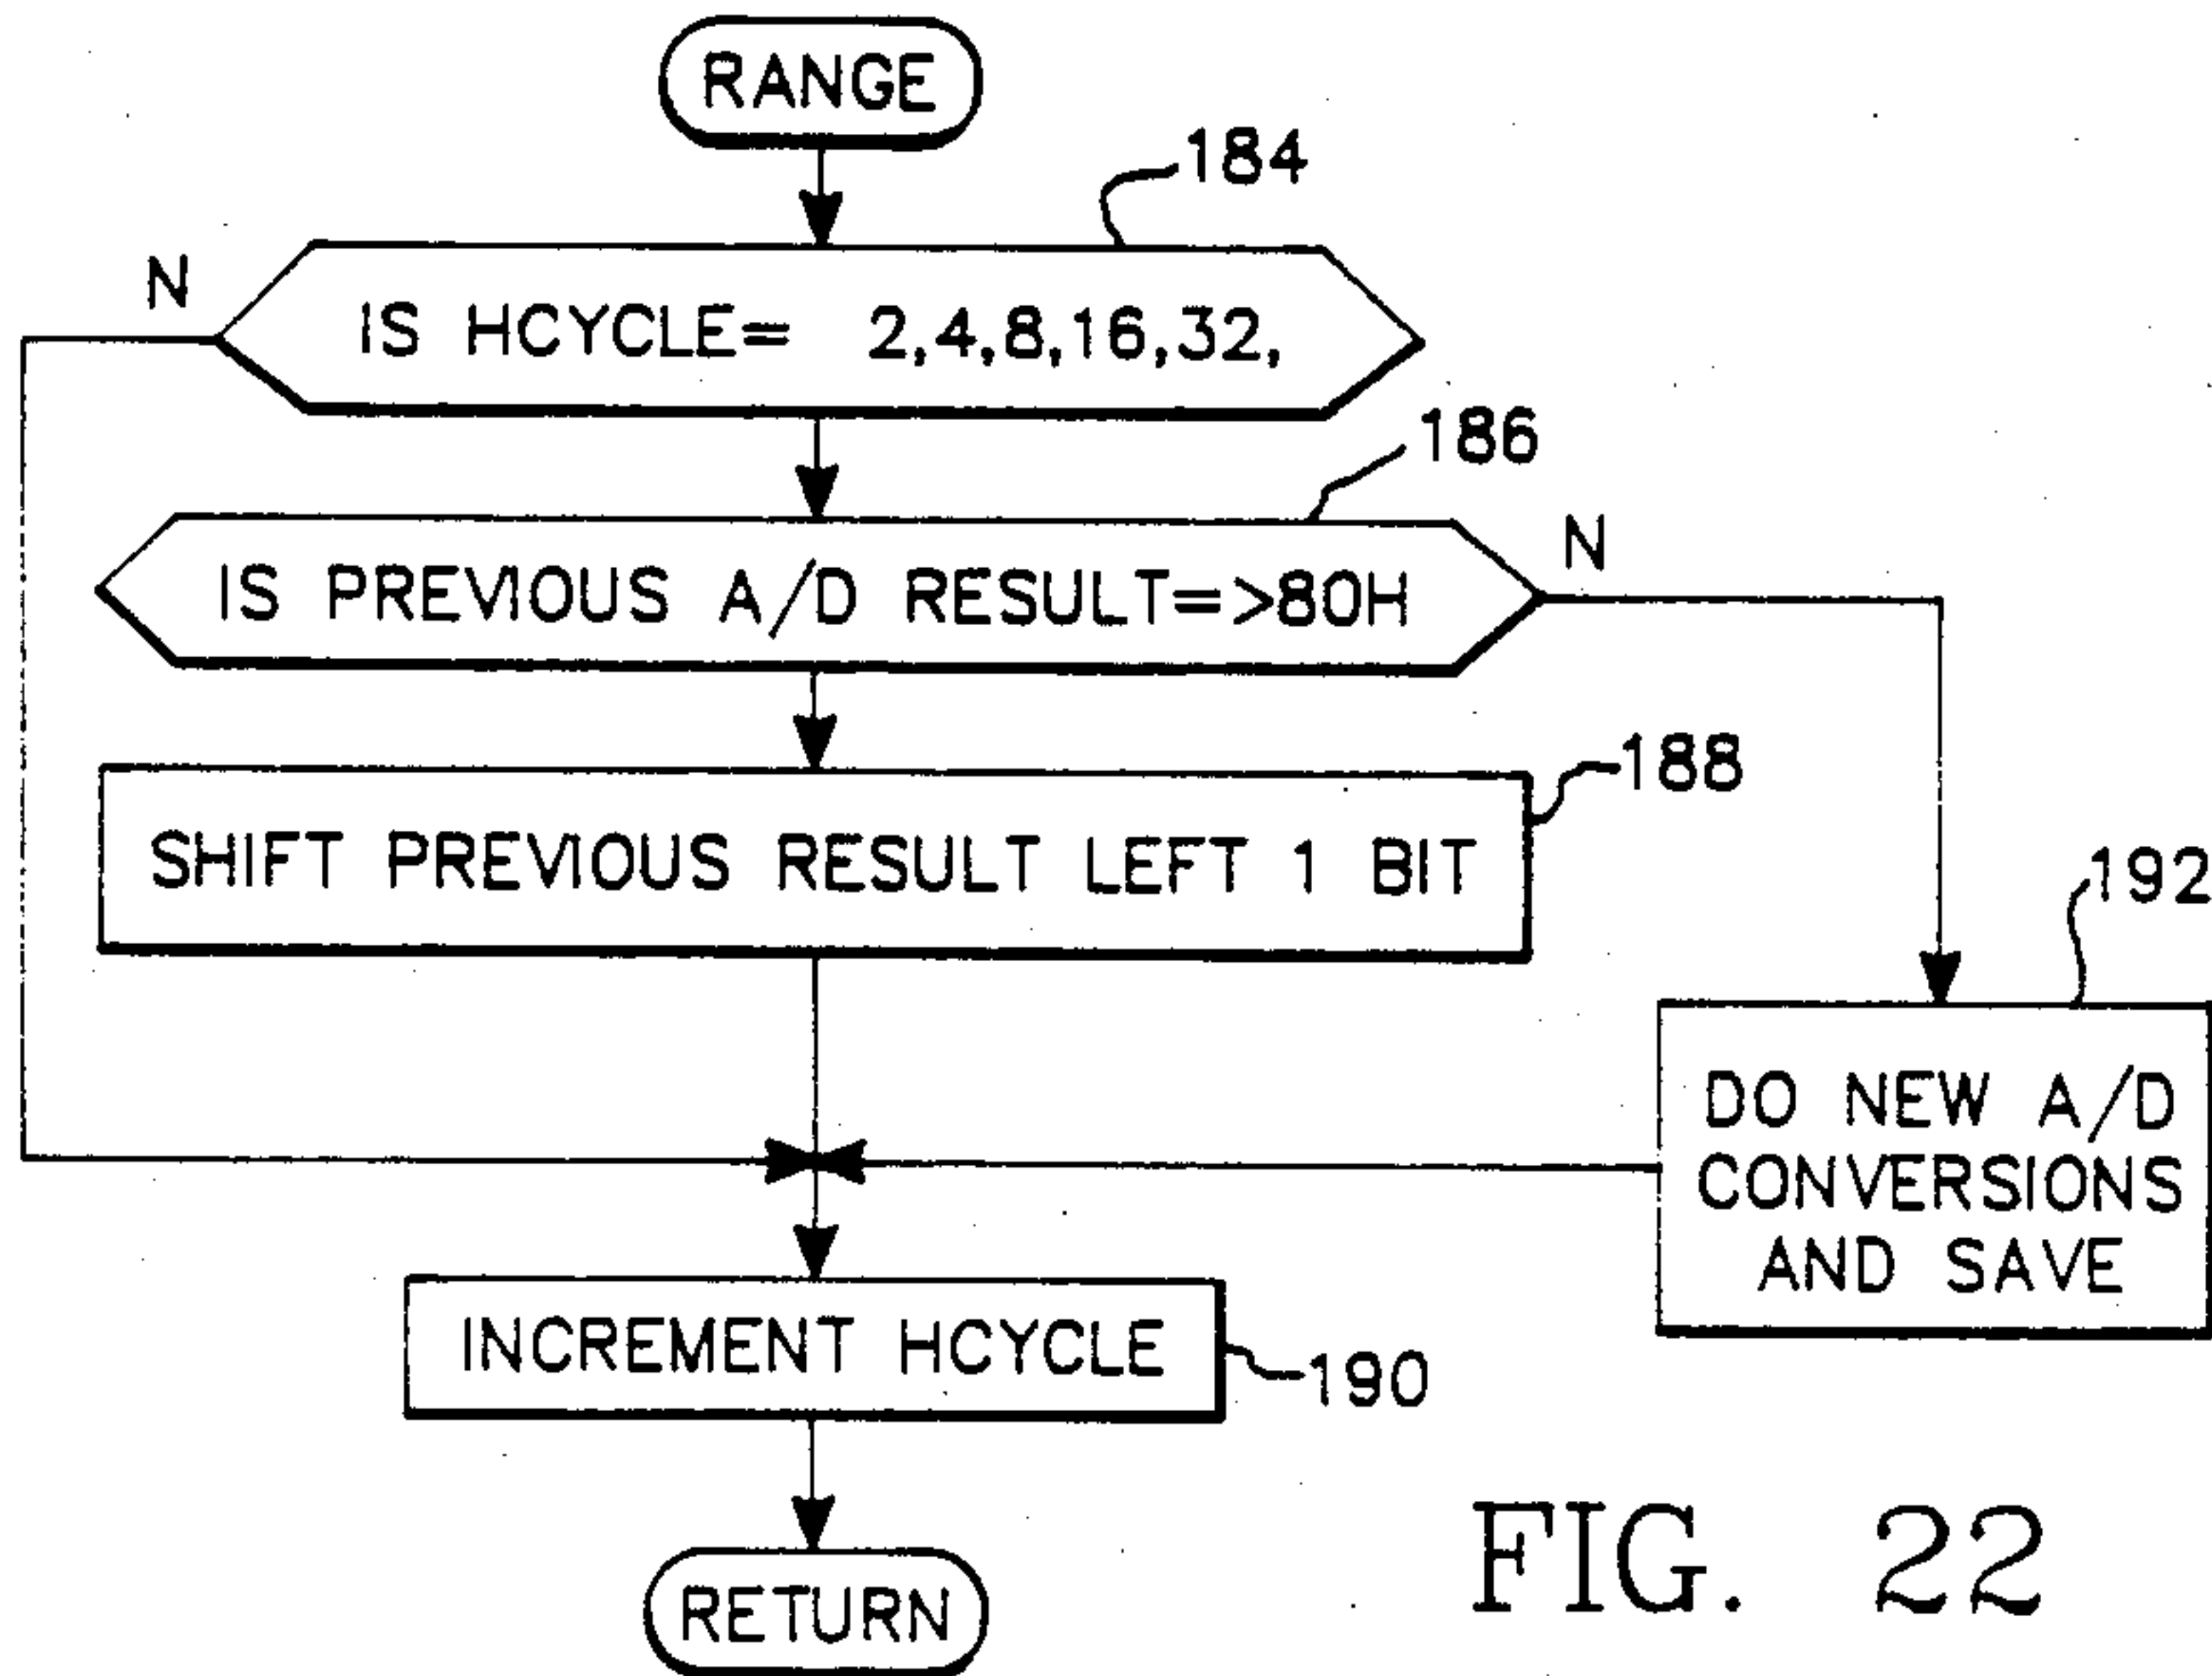 RANGE
184
N
IS HCYCLE= 2,4,8,16,32,
186
N
IS PREVIOUS A/D RESULT=>80H
188
SHIFT PREVIOUS RESULT LEFT 1 BIT
192
DO NEW A/D
CONVERSIONS
AND SAVE
INCREMENT HCYCLE
190
RETURN
FIG. 22